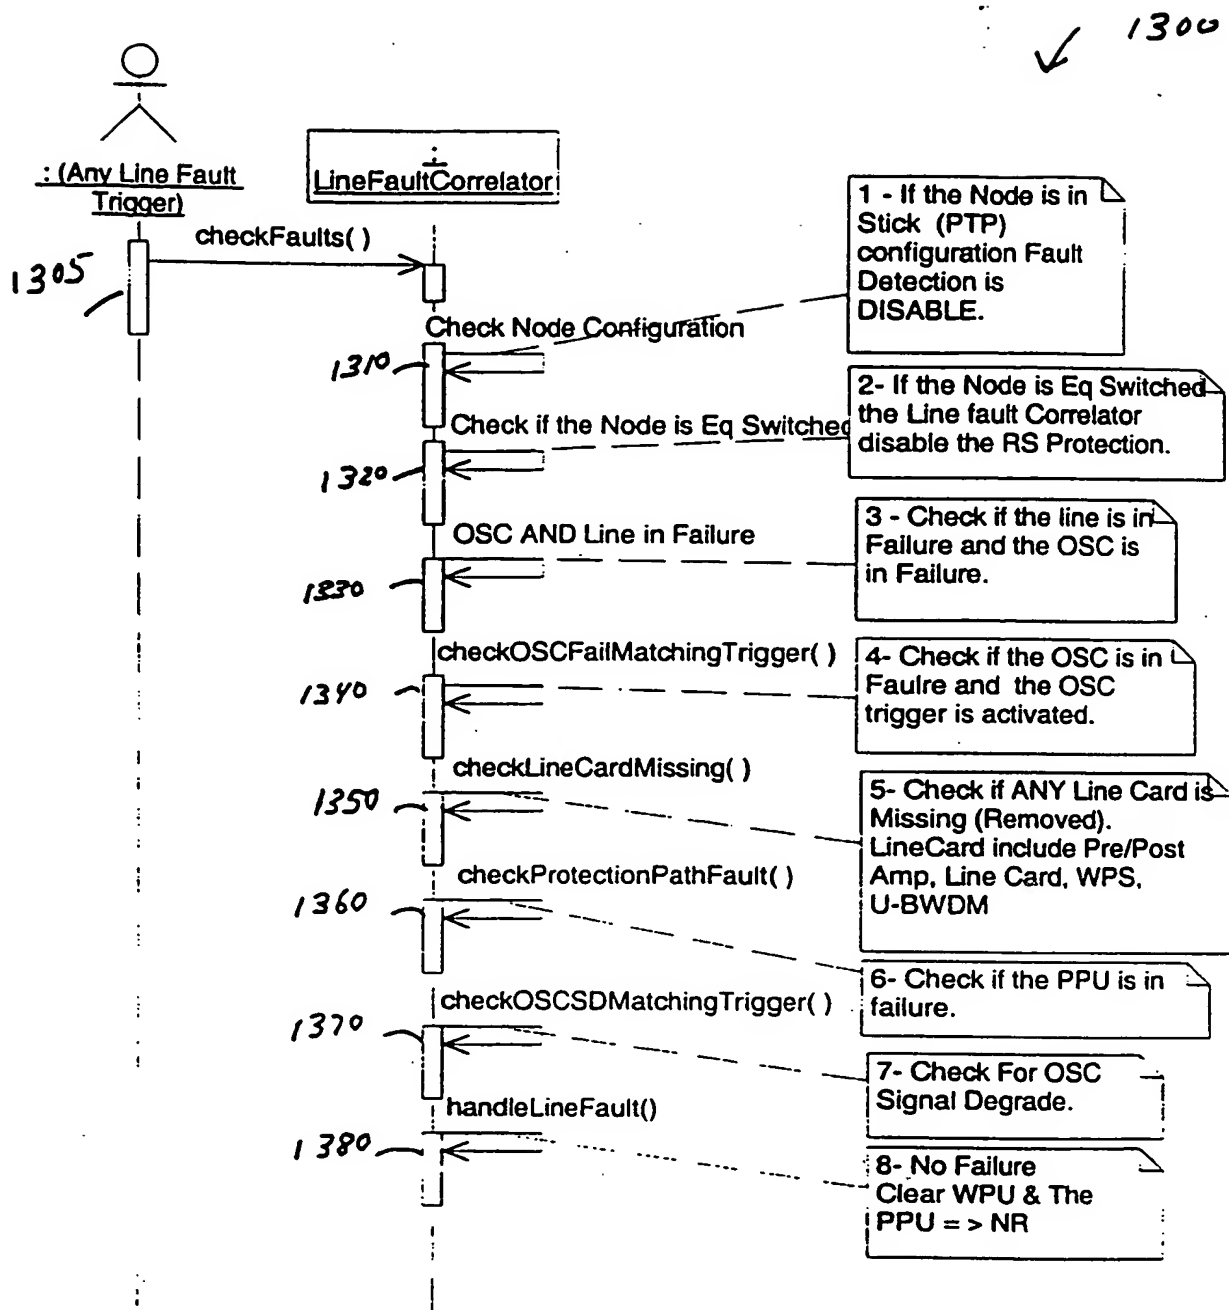 1300
: (Any Line Fault
Trigger)
:
LineFaultCorrelator
1305
checkFaults( )
1 - If the Node is in
Stick (PTP)
configuration Fault
Detection is
DISABLE.
Check Node Configuration
1310
2- If the Node is Eq Switched
the Line fault Correlator
disable the RS Protection.
Check if the Node is Eq Switched
1320
OSC AND Line in Failure
1330
3 - Check if the line is in
Failure and the OSC is
in Failure.
checkOSCFailMatchingTrigger( )
1340
4- Check if the OSC is in
Faulre and the OSC
trigger is activated.
checkLineCardMissing( )
1350
5- Check if ANY Line Card is
Missing (Removed).
LineCard include Pre/Post
Amp, Line Card, WPS,
U-BWDM
checkProtectionPathFault( )
1360
6- Check if the PPU is in
failure.
checkOSCSDMatchingTrigger( )
1370
7- Check For OSC
Signal Degrade.
handleLineFault()
1380
8- No Failure
Clear WPU & The
PPU = > NR